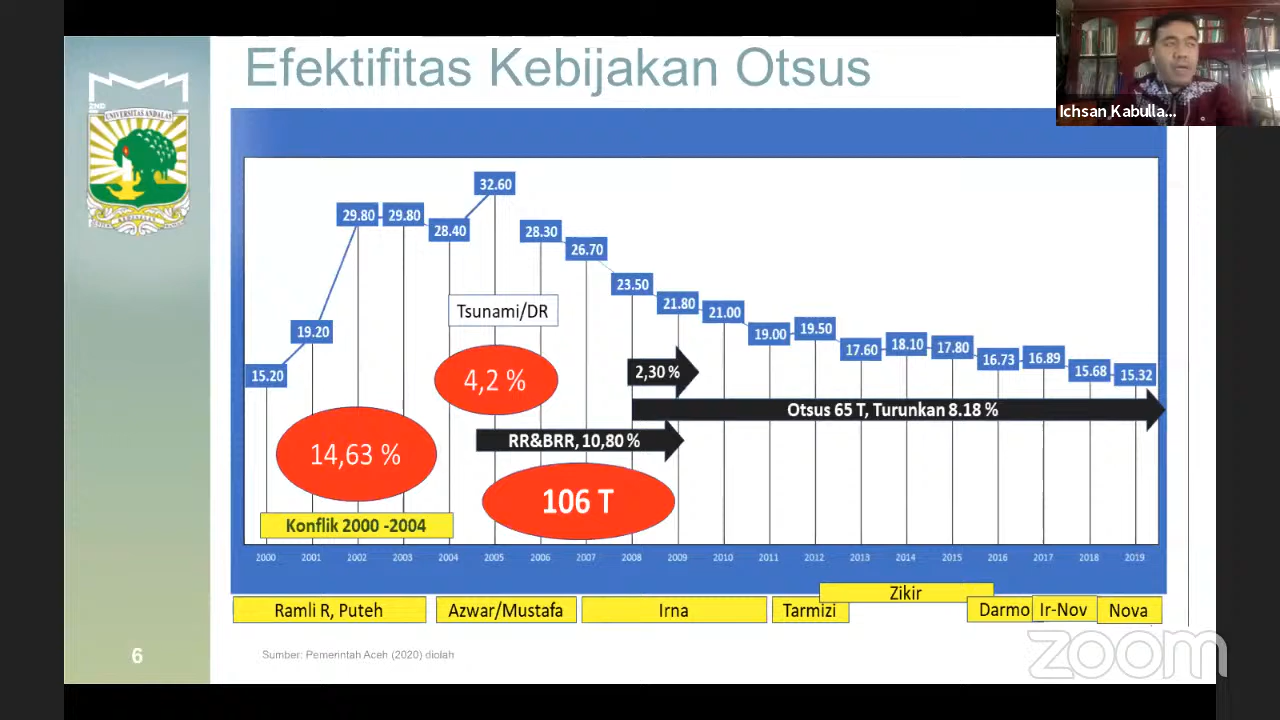 Efektifitas Kebijakan Otsus
Ichsan Kabulla...
UNIVERSITAS ANDALAS
32.60
29.80
29.80
28.40
28.30
26.70
23.50
21.80
21.00
19.20
19.00
19.50
17.60
18.10
17.80
16.73
16.89
15.68
15.32
15.20
Tsunami/DR
4,2 %
2,30 %
Otsus 65 T, Turunkan 8.18 %
RR&BRR, 10,80 %
14,63 %
106 T
Konflik 2000 -2004
2000 2001 2002 2003 2004 2005 2006 2007 2008 2009 2010 2011 2012 2013 2014 2015 2016 2017 2018 2019
Zikir
Ramli R, Puteh
Azwar/Mustafa
Irna
Tarmizi
Darmo
Ir-Nov
Nova
6
Sumber: Pemerintah Aceh (2020) diolah
zoom